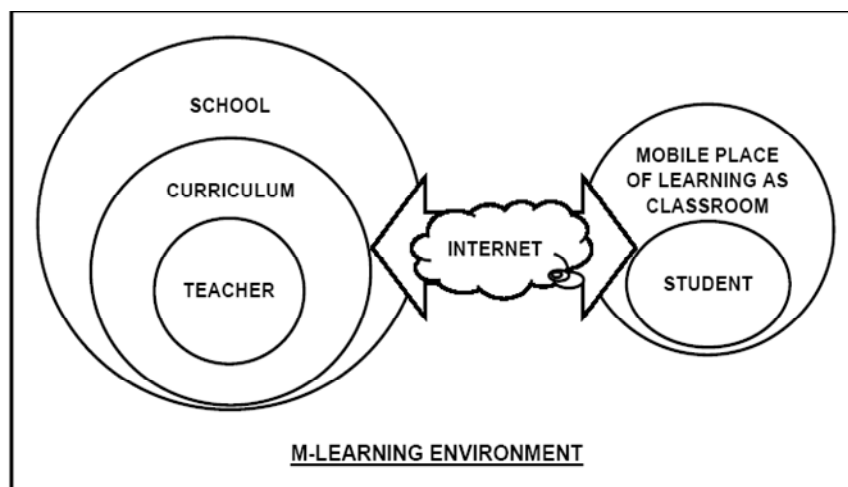 SCHOOL
CURRICULUM
TEACHER
INTERNET
MOBILE PLACE
OF LEARNING AS
CLASSROOM
STUDENT
M-LEARNING ENVIRONMENT